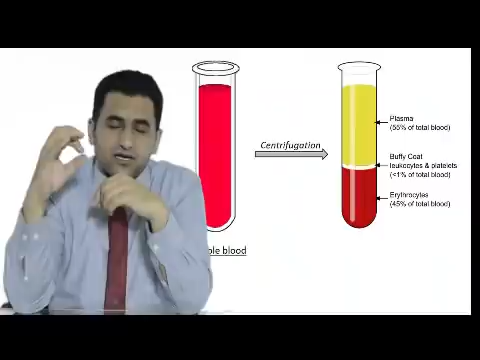 Centrifugation
Plasma
(55% of total blood)
Buffy Coat
leukocytes & platelets
(<1% of total blood)
Erythrocytes
(45% of total blood)
blood